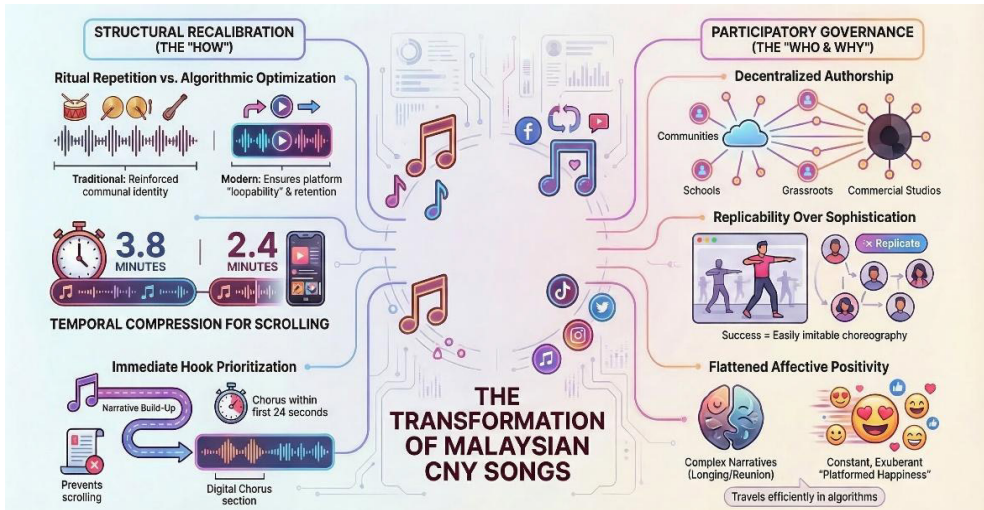 STRUCTURAL RECALIBRATION
(THE "HOW")
Ritual Repetition vs. Algorithmic Optimization
Traditional: Reinforced
communal identity
Modern: Ensures platform
"loopability" & retention
3.8
MINUTES
2.4
MINUTES
TEMPORAL COMPRESSION FOR SCROLLING
Immediate Hook Prioritization
Narrative Build-Up
Chorus within
first 24 seconds
Prevents
scrolling
Digital Chorus
section
THE
TRANSFORMATION
OF MALAYSIAN
CNY SONGS
PARTICIPATORY GOVERNANCE
(THE "WHO & WHY")
Decentralized Authorship
Communities
Schools
Grassroots
Commercial Studios
Replicability Over Sophistication
Replicate
Success = Easily imitable choreography
Flattened Affective Positivity
Complex Narratives
(Longing/Reunion)
Constant, Exuberant
"Platformed Happiness"
Travels efficiently in algorithms